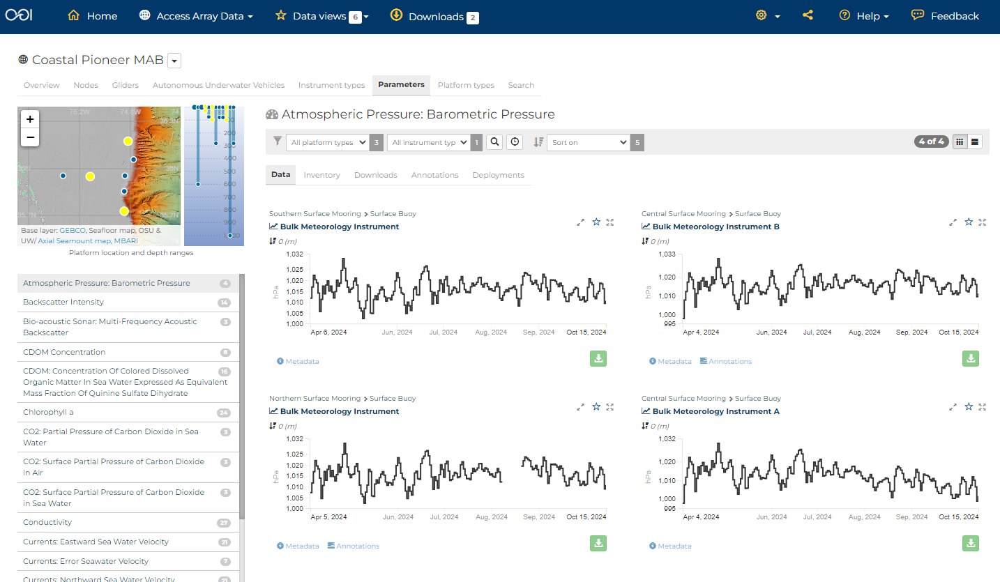 OOI Home Access Array Data Data views 6 Downloads 2 Help Feedback
Coastal Pioneer MAB
Overview Nodes Gliders Autonomous Underwater Vehicles Instrument types Parameters Platform types Search
+
−
75.2W 74.8W 74
36.3N
36N 36N
35.7N 35.7N
100
200
300
400
500
600
700
800
900
Base layer: GEBCO, Seafloor map, OSU &
UW/ Axial Seamount map, MBARI
Platform location and depth ranges
Atmospheric Pressure: Barometric Pressure 4
Backscatter Intensity 14
Bio-acoustic Sonar: Multi-Frequency Acoustic 3
Backscatter
CDOM Concentration 8
CDOM: Concentration Of Colored Dissolved 16
Organic Matter In Sea Water Expressed As Equivalent
Mass Fraction Of Quinine Sulfate Dihydrate
Chlorophyll a 24
CO2: Partial Pressure of Carbon Dioxide in Sea 3
Water
CO2: Surface Partial Pressure of Carbon Dioxide 3
in Air
CO2: Surface Partial Pressure of Carbon Dioxide 3
in Sea Water
Conductivity 27
Currents: Eastward Sea Water Velocity 21
Currents: Error Seawater Velocity 7
Currents: Northward Sea Water Velocity 21
Atmospheric Pressure: Barometric Pressure
All platform types 3 All instrument typ 1 Sort on 5 4 of 4
Data Inventory Downloads Annotations Deployments
Southern Surface Mooring > Surface Buoy
Bulk Meteorology Instrument
0 (m)
1,032
1,025
1,020
1,015
1,010
1,005
1,000
hPa
Apr 6, 2024 Jun, 2024 Jul, 2024 Aug, 2024 Sep, 2024 Oct 15, 2024
Metadata
Central Surface Mooring > Surface Buoy
Bulk Meteorology Instrument B
0 (m)
1,033
1,020
1,010
1,000
995
hPa
Apr 4, 2024 Jun, 2024 Jul, 2024 Aug, 2024 Sep, 2024 Oct 15, 2024
Metadata Annotations
Northern Surface Mooring > Surface Buoy
Bulk Meteorology Instrument
0 (m)
1,032
1,025
1,020
1,015
1,010
1,005
1,000
hPa
Apr 5, 2024 Jun, 2024 Jul, 2024 Aug, 2024 Sep, 2024 Oct 15, 2024
Metadata Annotations
Central Surface Mooring > Surface Buoy
Bulk Meteorology Instrument A
0 (m)
1,032
1,020
1,010
1,000
995
hPa
Apr 4, 2024 Jun, 2024 Jul, 2024 Aug, 2024 Sep, 2024 Oct 15, 2024
Metadata